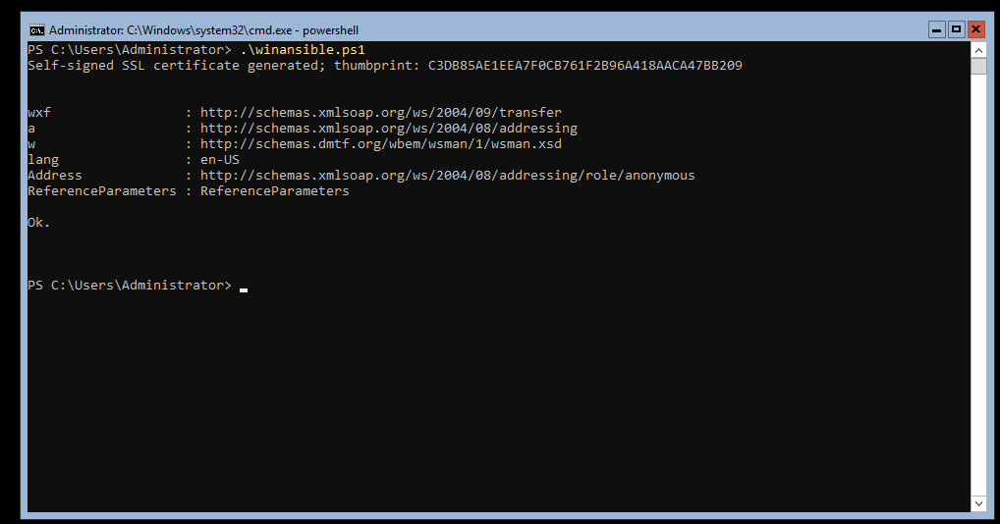 Administrator: C:\Windows\system32\cmd.exe - powershell
PS C:\Users\Administrator> .\winansible.ps1
Self-signed SSL certificate generated; thumbprint: C3DB85AE1EEA7F0CB761F2B96A418AACA47BB209
wxf                 : http://schemas.xmlsoap.org/ws/2004/09/transfer
a                   : http://schemas.xmlsoap.org/ws/2004/08/addressing
w                   : http://schemas.dmtf.org/wbem/wsman/1/wsman.xsd
lang                : en-US
Address             : http://schemas.xmlsoap.org/ws/2004/08/addressing/role/anonymous
ReferenceParameters : ReferenceParameters
Ok.
PS C:\Users\Administrator>